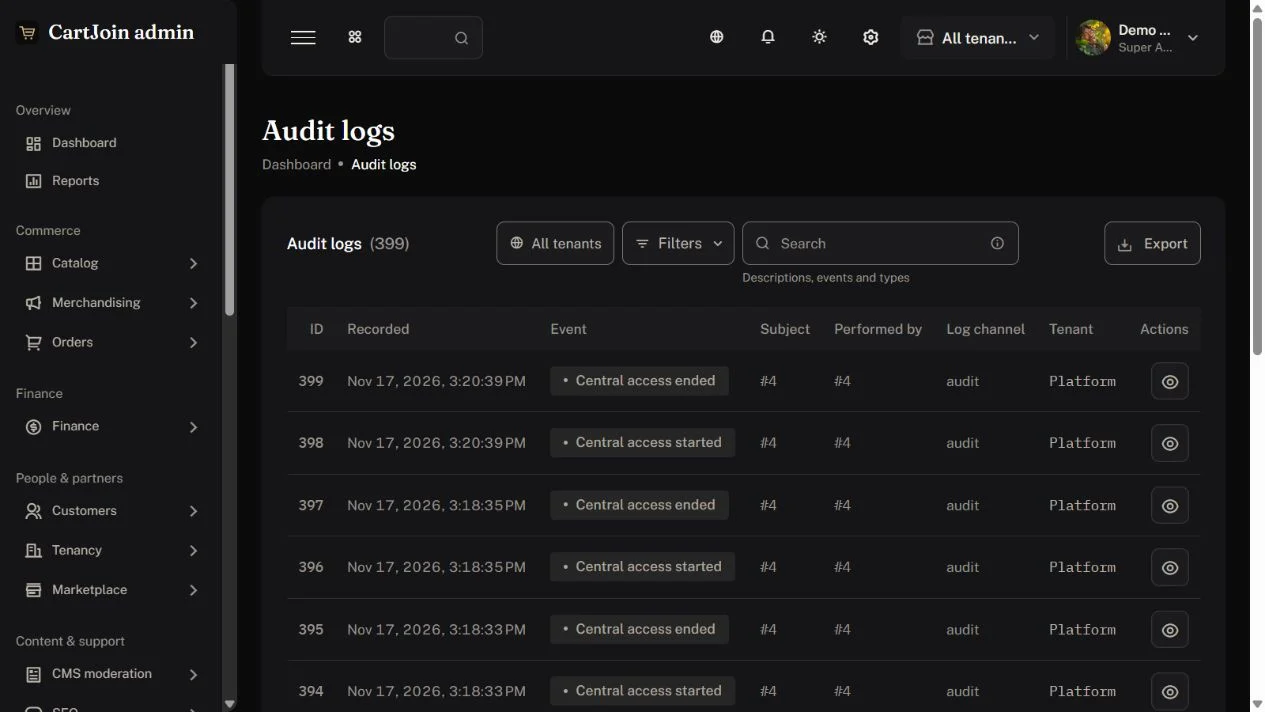 CartJoin admin
All tenan...
Demo ...
Super A...
Overview
Dashboard
Reports
Commerce
Catalog
Merchandising
Orders
Finance
Finance
People & partners
Customers
Tenancy
Marketplace
Content & support
CMS moderation
SEO
Audit logs
Dashboard • Audit logs
Audit logs (399)
All tenants
Filters
Search
Export
Descriptions, events and types
ID Recorded Event Subject Performed by Log channel Tenant Actions
399 Nov 17, 2026, 3:20:39 PM • Central access ended #4 #4 audit Platform
398 Nov 17, 2026, 3:20:39 PM • Central access started #4 #4 audit Platform
397 Nov 17, 2026, 3:18:35 PM • Central access ended #4 #4 audit Platform
396 Nov 17, 2026, 3:18:35 PM • Central access started #4 #4 audit Platform
395 Nov 17, 2026, 3:18:33 PM • Central access ended #4 #4 audit Platform
394 Nov 17, 2026, 3:18:33 PM • Central access started #4 #4 audit Platform